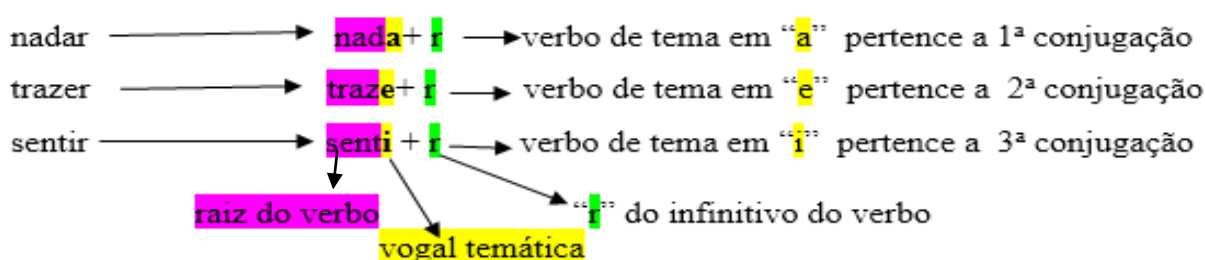 nadar nada+ r verbo de tema em “a” pertence a 1ª conjugação
trazer traze+ r verbo de tema em “e” pertence a 2ª conjugação
sentir senti + r verbo de tema em “i” pertence a 3ª conjugação
raiz do verbo “r” do infinitivo do verbo
vogal temática